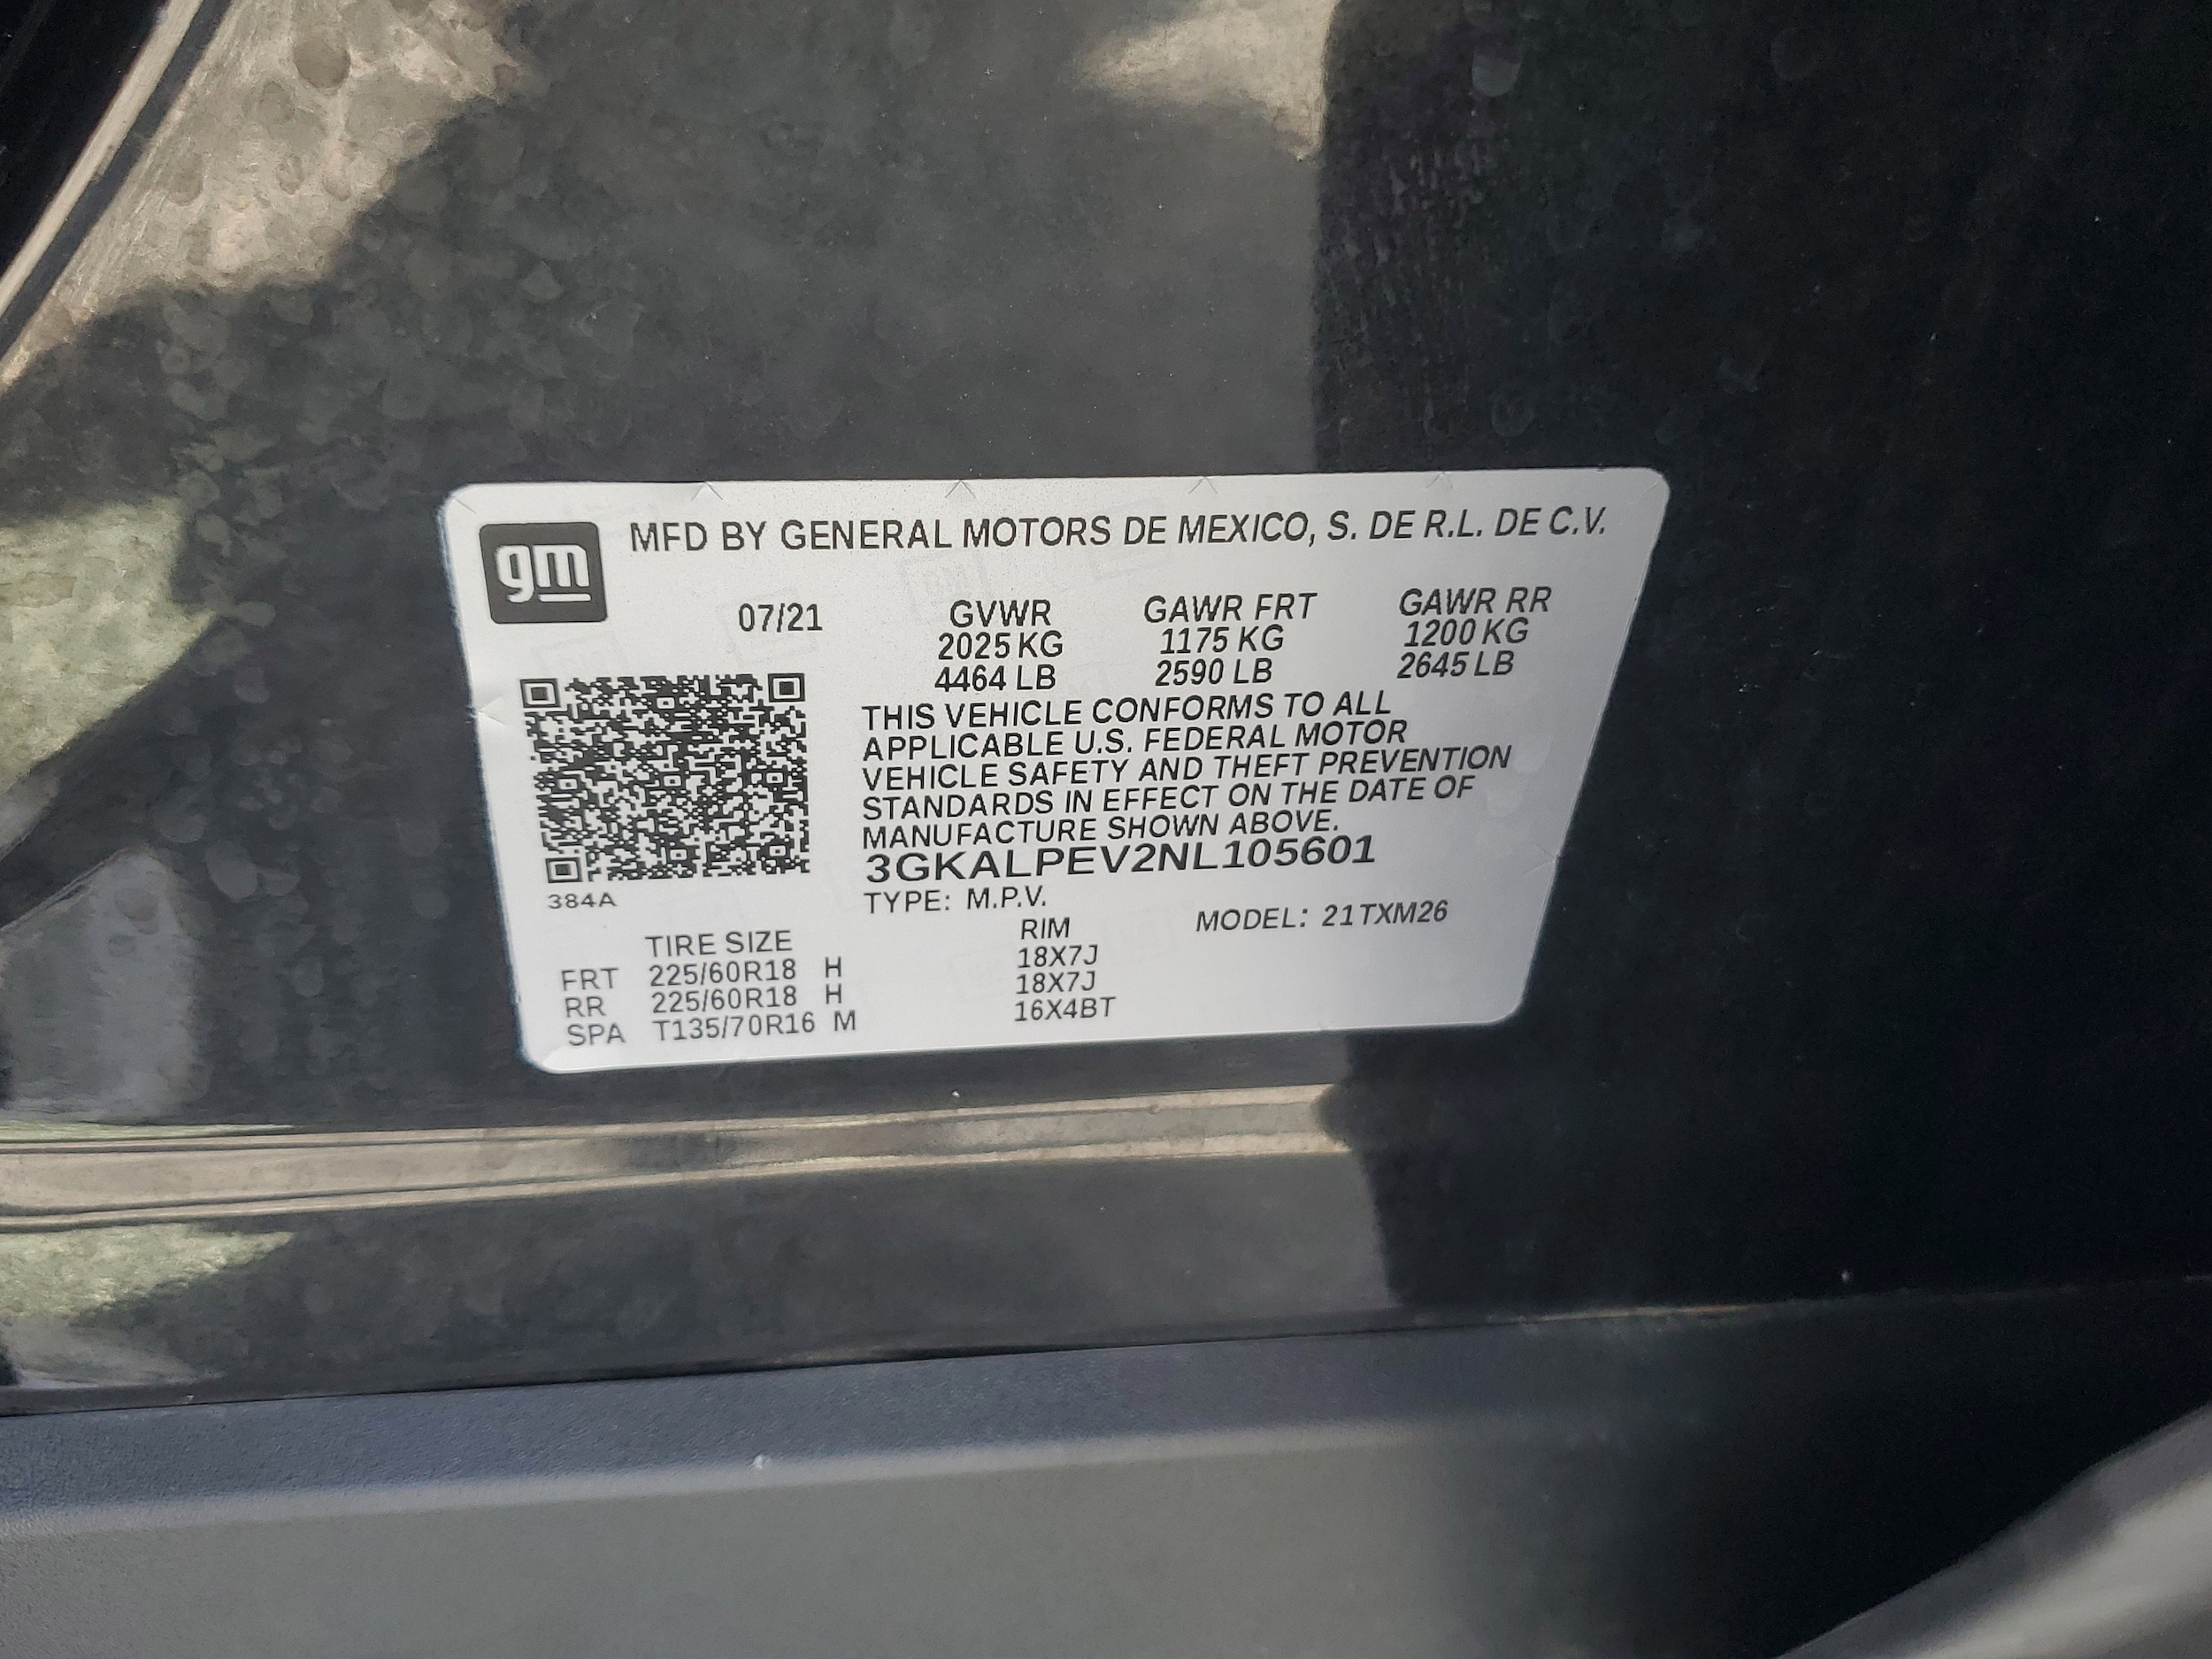 gm
MFD BY GENERAL MOTORS DE MEXICO, S. DE R.L. DE C.V.
07/21 GVWR GAWR FRT GAWR RR
2025 KG 1175 KG 1200 KG
4464 LB 2590 LB 2645 LB
THIS VEHICLE CONFORMS TO ALL
APPLICABLE U.S. FEDERAL MOTOR
VEHICLE SAFETY AND THEFT PREVENTION
STANDARDS IN EFFECT ON THE DATE OF
MANUFACTURE SHOWN ABOVE.
3GKALPEV2NL105601
384A
TYPE: M.P.V. MODEL: 21TXM26
TIRE SIZE RIM
FRT 225/60R18 H 18X7J
RR 225/60R18 H 18X7J
SPA T135/70R16 M 16X4BT